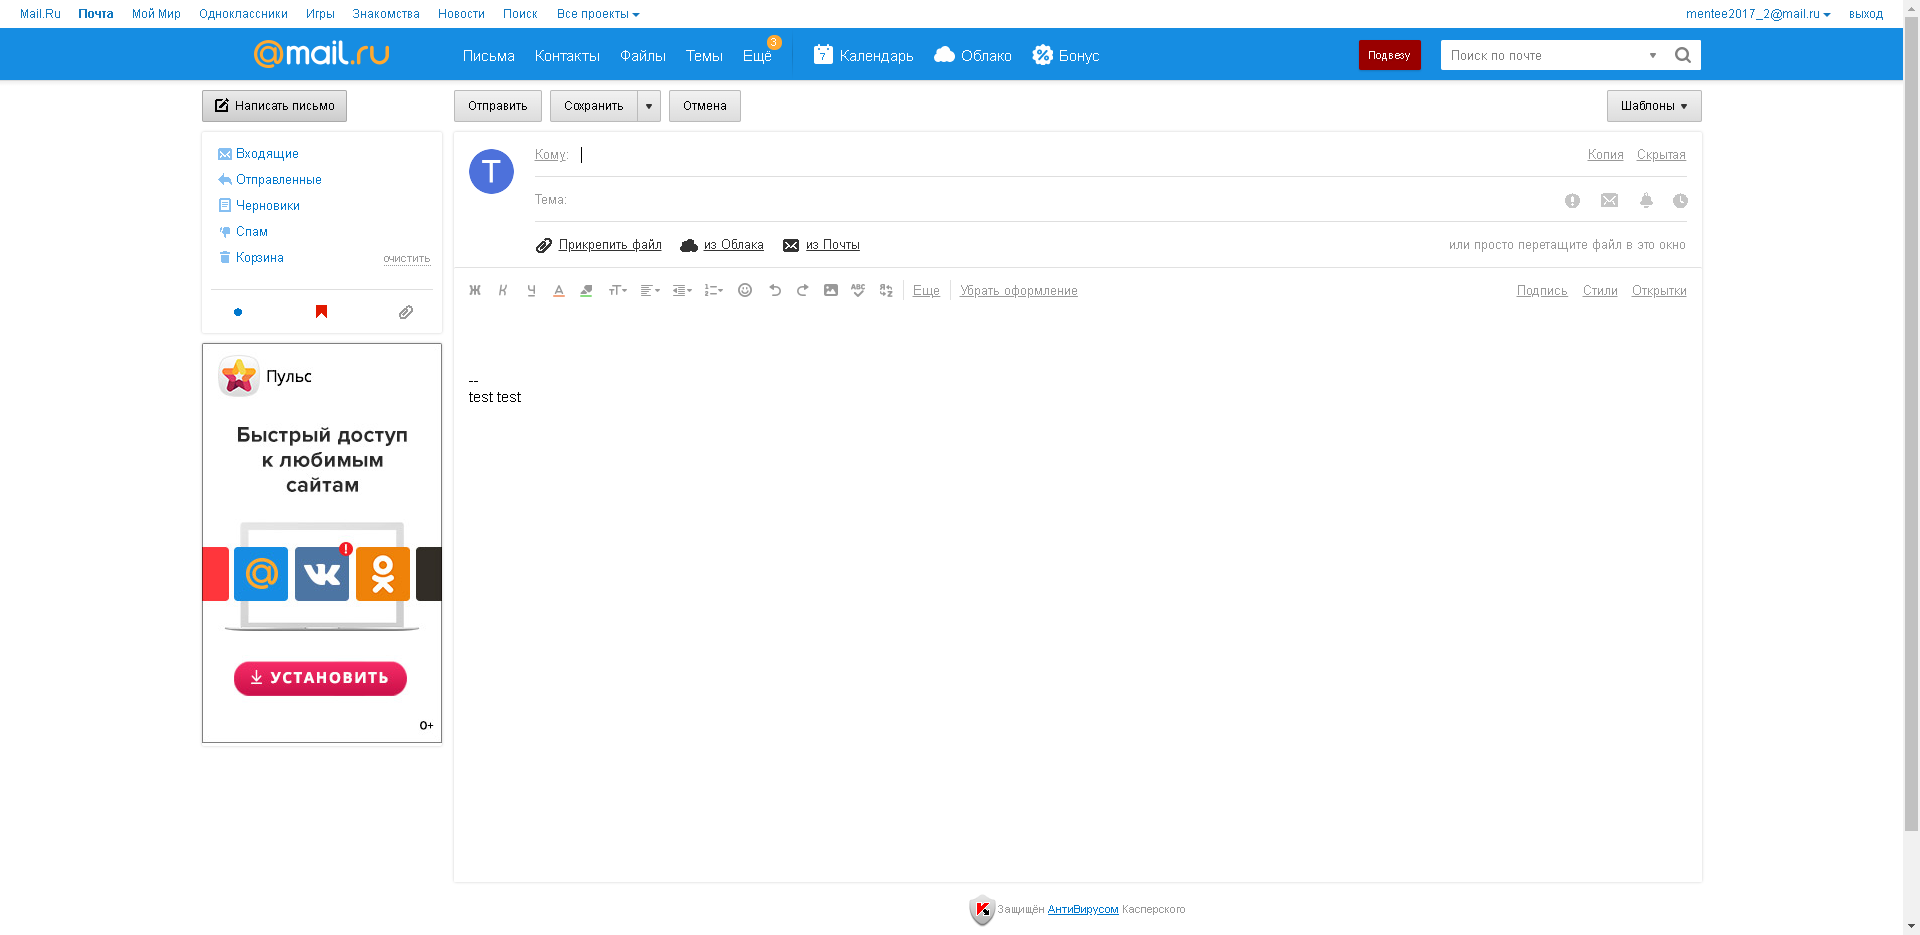 Mail.Ru Почта Мой Мир Одноклассники Игры Знакомства Новости Поиск Все проекты mentee2017_2@mail.ru выход
@mail.ru Письма Контакты Файлы Темы Ещё 3 7 Календарь Облако Бонус Подвезу Поиск по почте
Написать письмо Отправить Сохранить Отмена Шаблоны
Входящие
Отправленные
Черновики
Спам
Корзина очистить
T Кому: Копия Скрытая
Тема:
Прикрепить файл из Облака из Почты или просто перетащите файл в это окно
Ж К Ч А тТ ABC Еще Убрать оформление Подпись Стили Открытки
--
test test
Пульс
Быстрый доступ
к любимым
сайтам
@ !
УСТАНОВИТЬ
0+
Защищён АнтиВирусом Касперского